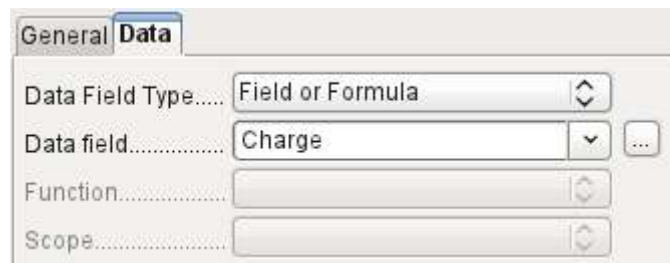 General Data
Data Field Type..... Field or Formula
Data field................ Charge ...
Function..................
Scope......................